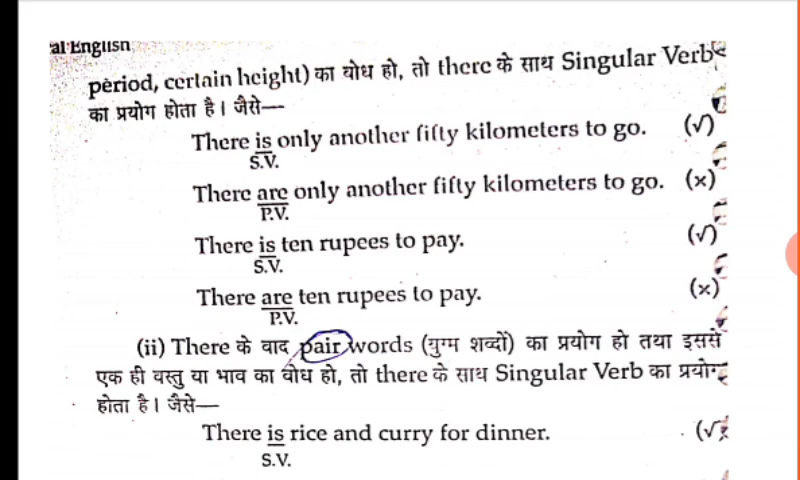 al English
period, certain height) का बोध हो, तो there के साथ Singular Verb
का प्रयोग होता है। जैसे—
There is only another fifty kilometers to go. (✓)
S.V.
There are only another fifty kilometers to go. (×)
P.V.
There is ten rupees to pay. (✓)
S.V.
There are ten rupees to pay. (×)
P.V.
(ii) There के बाद pair words (युग्म शब्दों) का प्रयोग हो तथा इससे
एक ही वस्तु या भाव का बोध हो, तो there के साथ Singular Verb का प्रयोग
होता है। जैसे—
There is rice and curry for dinner. (✓)
S.V.